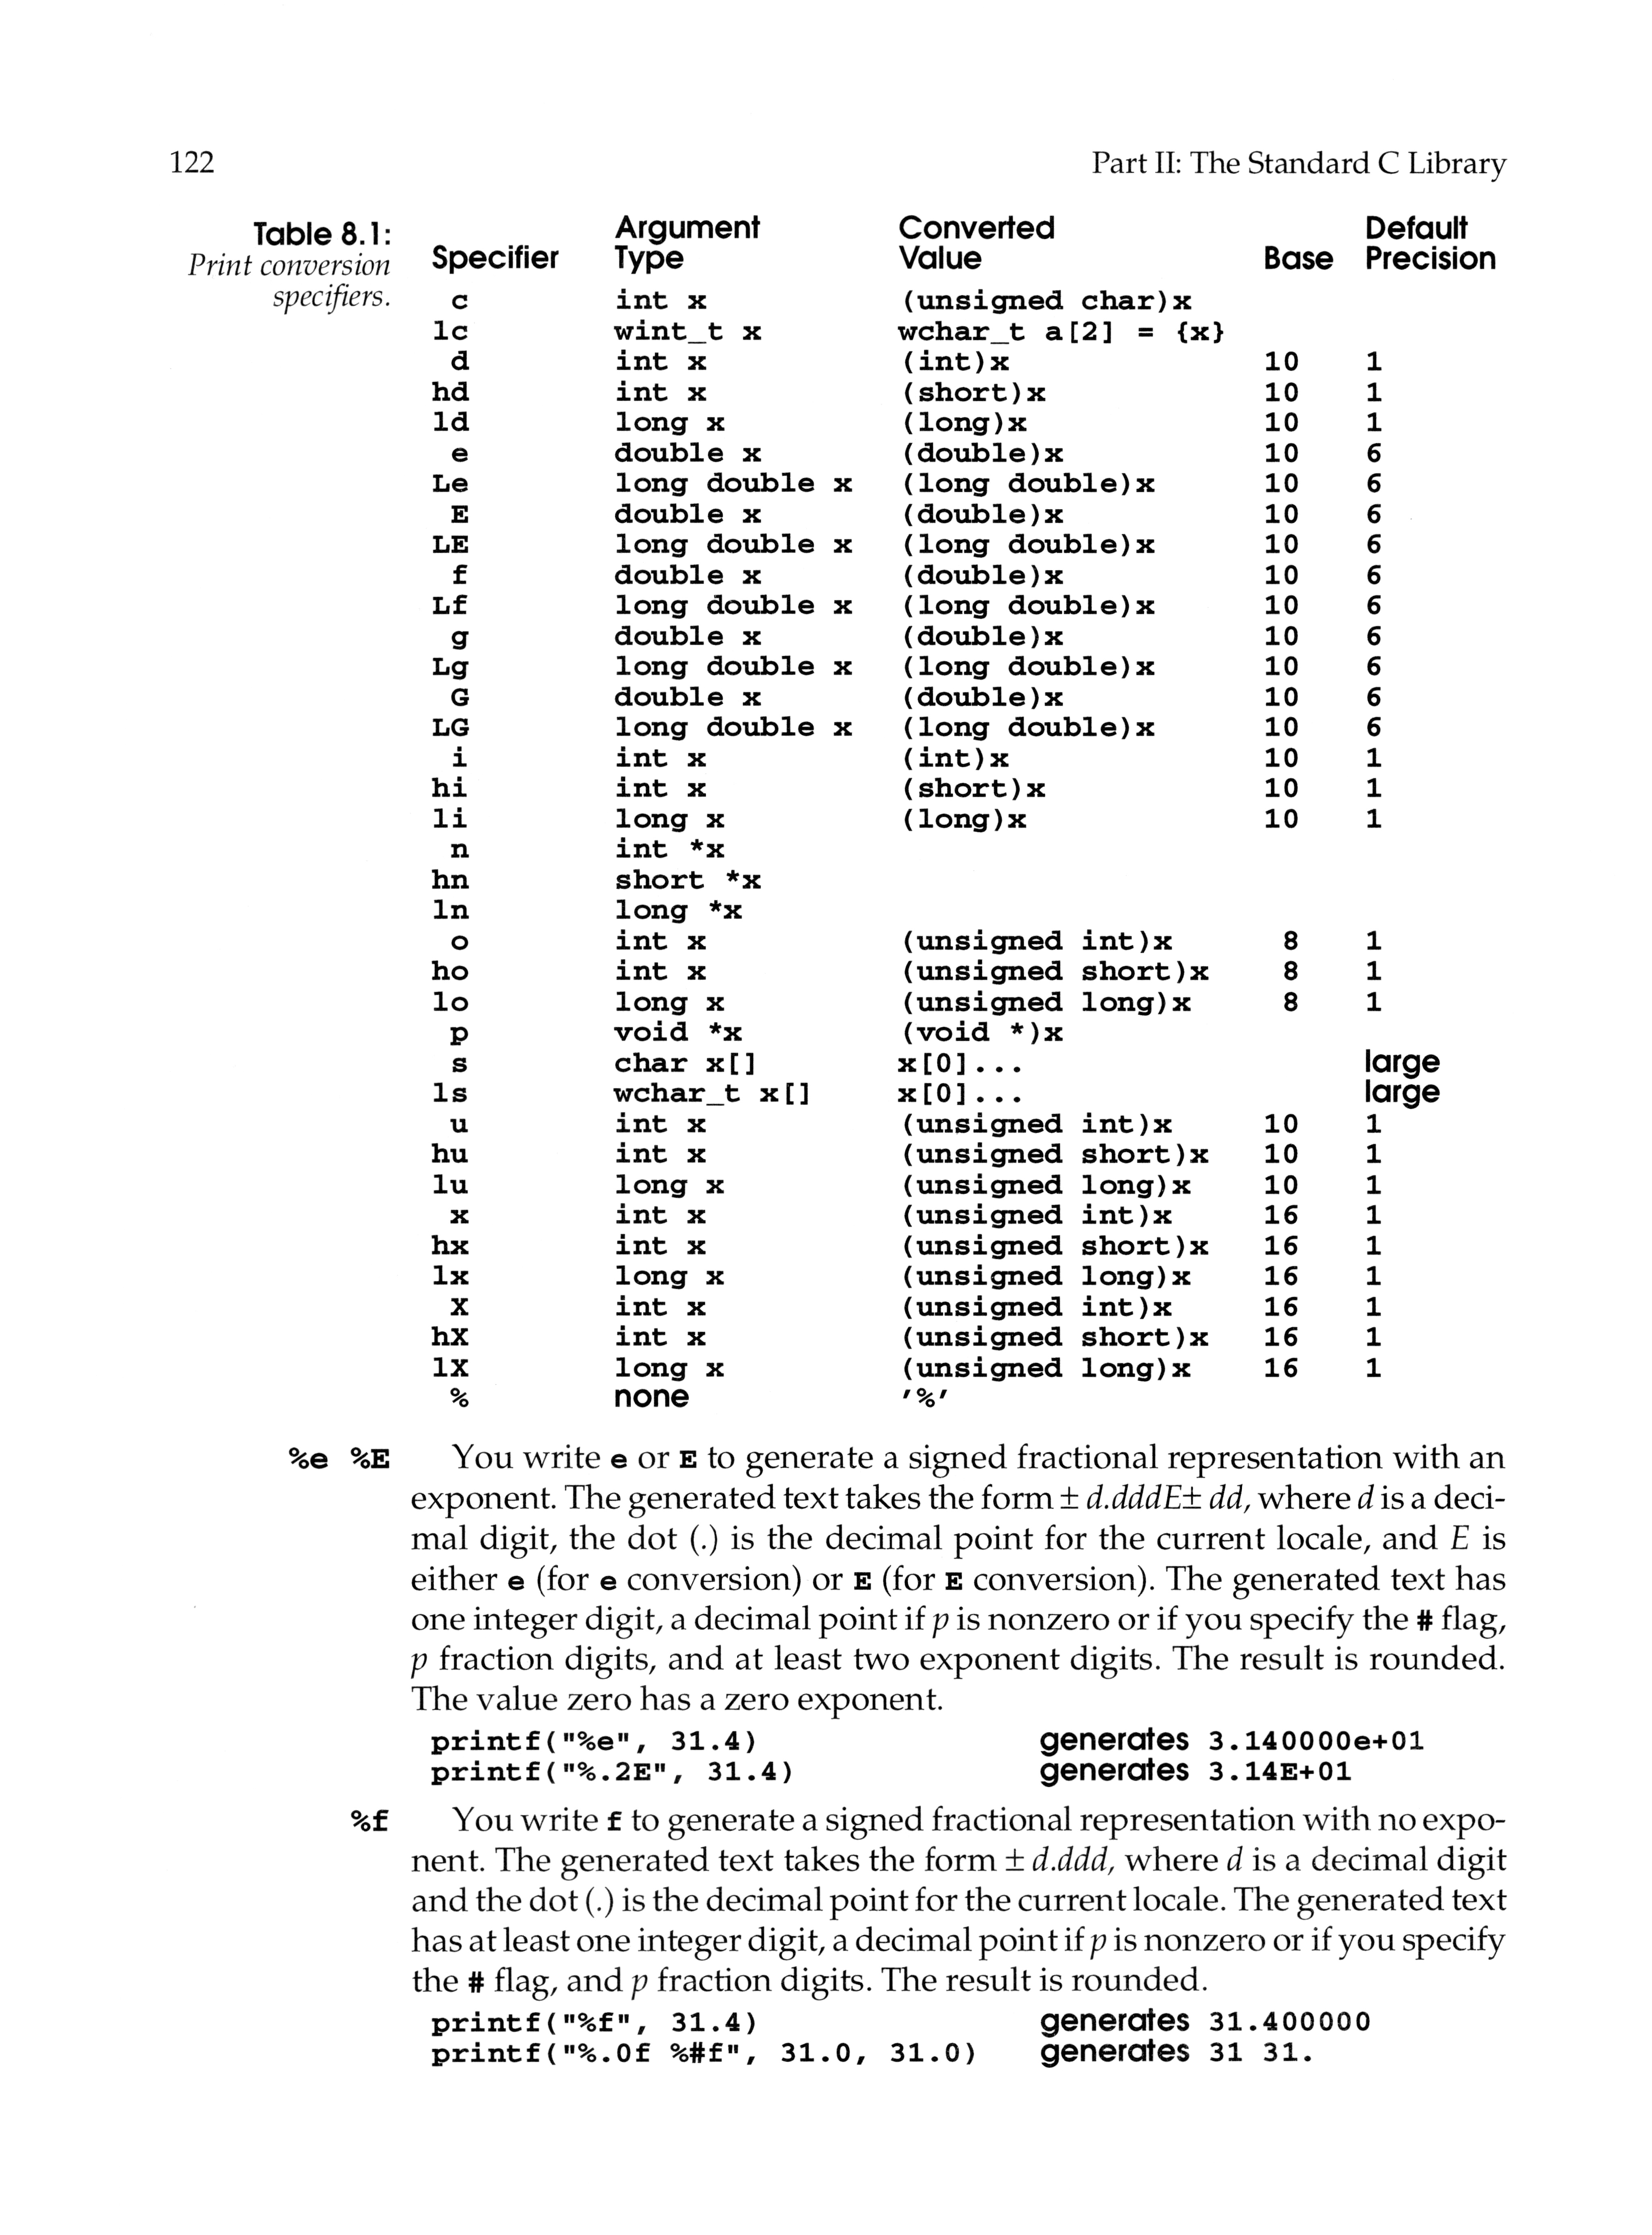 122 Part II: The Standard C Library
Table 8.1:
Print conversion
specifiers.
Argument Converted Default
Specifier Type Value Base Precision
c int x (unsigned char)x
lc wint_t x wchar_t a[2] = {x}
d int x (int)x 10 1
hd int x (short)x 10 1
ld long x (long)x 10 1
e double x (double)x 10 6
Le long double x (long double)x 10 6
E double x (double)x 10 6
LE long double x (long double)x 10 6
f double x (double)x 10 6
Lf long double x (long double)x 10 6
g double x (double)x 10 6
Lg long double x (long double)x 10 6
G double x (double)x 10 6
LG long double x (long double)x 10 6
i int x (int)x 10 1
hi int x (short)x 10 1
li long x (long)x 10 1
n int *x
hn short *x
ln long *x
o int x (unsigned int)x 8 1
ho int x (unsigned short)x 8 1
lo long x (unsigned long)x 8 1
p void *x (void *)x
s char x[] x[0]... large
ls wchar_t x[] x[0]... large
u int x (unsigned int)x 10 1
hu int x (unsigned short)x 10 1
lu long x (unsigned long)x 10 1
x int x (unsigned int)x 16 1
hx int x (unsigned short)x 16 1
lx long x (unsigned long)x 16 1
X int x (unsigned int)x 16 1
hX int x (unsigned short)x 16 1
lX long x (unsigned long)x 16 1
% none '%'
%e %E You write e or E to generate a signed fractional representation with an
exponent. The generated text takes the form ± d.dddE± dd, where d is a deci-
mal digit, the dot (.) is the decimal point for the current locale, and E is
either e (for e conversion) or E (for E conversion). The generated text has
one integer digit, a decimal point if p is nonzero or if you specify the # flag,
p fraction digits, and at least two exponent digits. The result is rounded.
The value zero has a zero exponent.
printf("%e", 31.4) generates 3.140000e+01
printf("%.2E", 31.4) generates 3.14E+01
%f You write f to generate a signed fractional representation with no expo-
nent. The generated text takes the form ± d.ddd, where d is a decimal digit
and the dot (.) is the decimal point for the current locale. The generated text
has at least one integer digit, a decimal point if p is nonzero or if you specify
the # flag, and p fraction digits. The result is rounded.
printf("%f", 31.4) generates 31.400000
printf("%.0f %#f", 31.0, 31.0) generates 31 31.